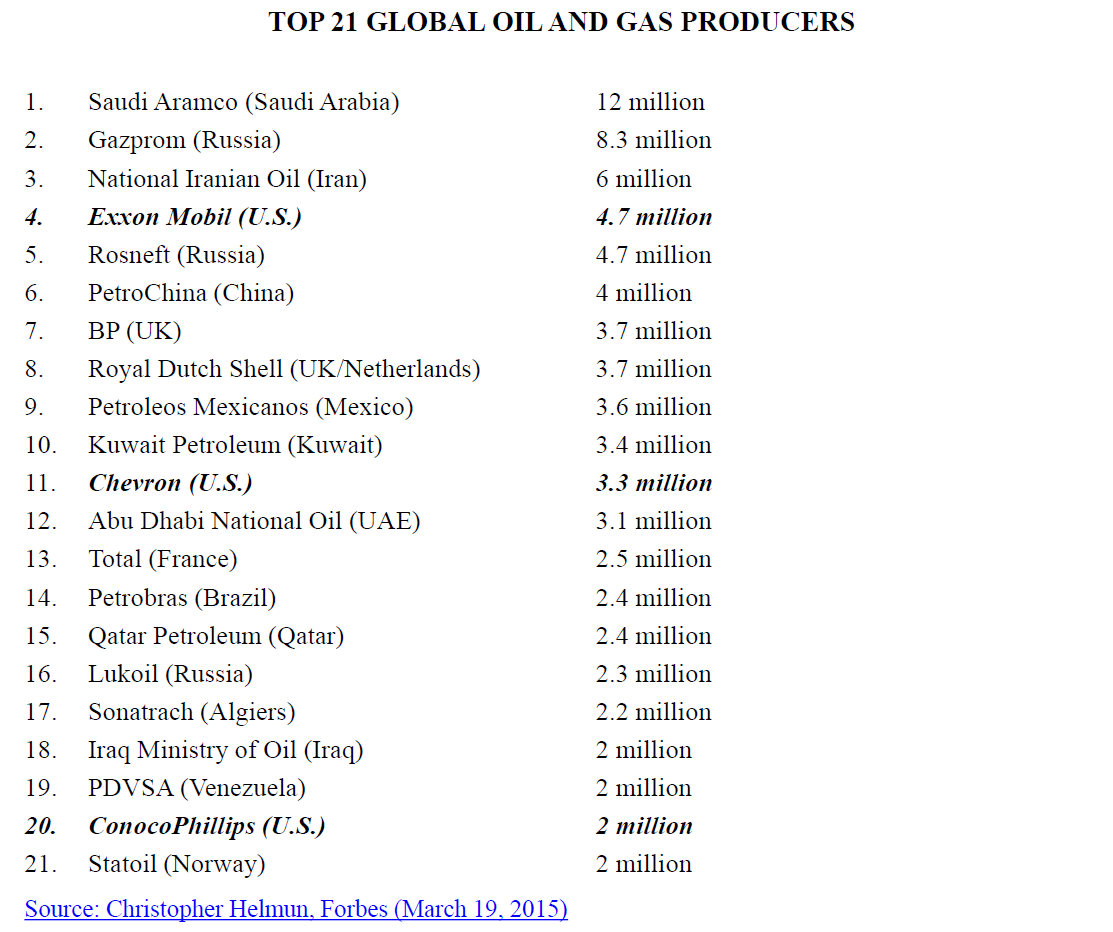 TOP 21 GLOBAL OIL AND GAS PRODUCERS
1. Saudi Aramco (Saudi Arabia) 12 million
2. Gazprom (Russia) 8.3 million
3. National Iranian Oil (Iran) 6 million
4. Exxon Mobil (U.S.) 4.7 million
5. Rosneft (Russia) 4.7 million
6. PetroChina (China) 4 million
7. BP (UK) 3.7 million
8. Royal Dutch Shell (UK/Netherlands) 3.7 million
9. Petroleos Mexicanos (Mexico) 3.6 million
10. Kuwait Petroleum (Kuwait) 3.4 million
11. Chevron (U.S.) 3.3 million
12. Abu Dhabi National Oil (UAE) 3.1 million
13. Total (France) 2.5 million
14. Petrobras (Brazil) 2.4 million
15. Qatar Petroleum (Qatar) 2.4 million
16. Lukoil (Russia) 2.3 million
17. Sonatrach (Algiers) 2.2 million
18. Iraq Ministry of Oil (Iraq) 2 million
19. PDVSA (Venezuela) 2 million
20. ConocoPhillips (U.S.) 2 million
21. Statoil (Norway) 2 million
Source: Christopher Helmun, Forbes (March 19, 2015)